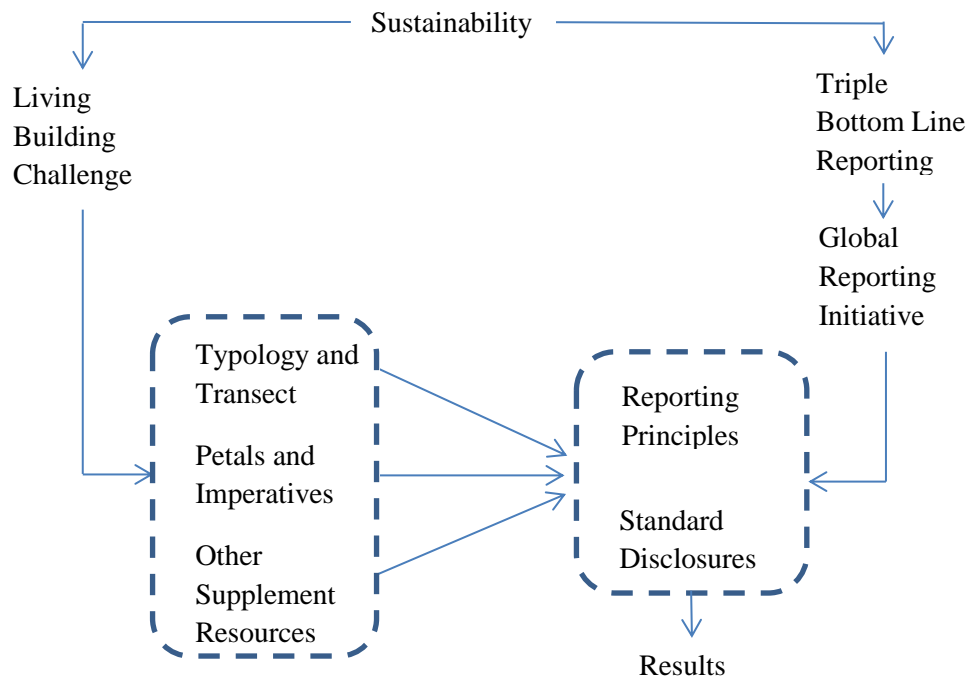 Sustainability
Living
Building
Challenge
Triple
Bottom Line
Reporting
Global
Reporting
Initiative
Typology and
Transect
Petals and
Imperatives
Other
Supplement
Resources
Reporting
Principles
Standard
Disclosures
Results